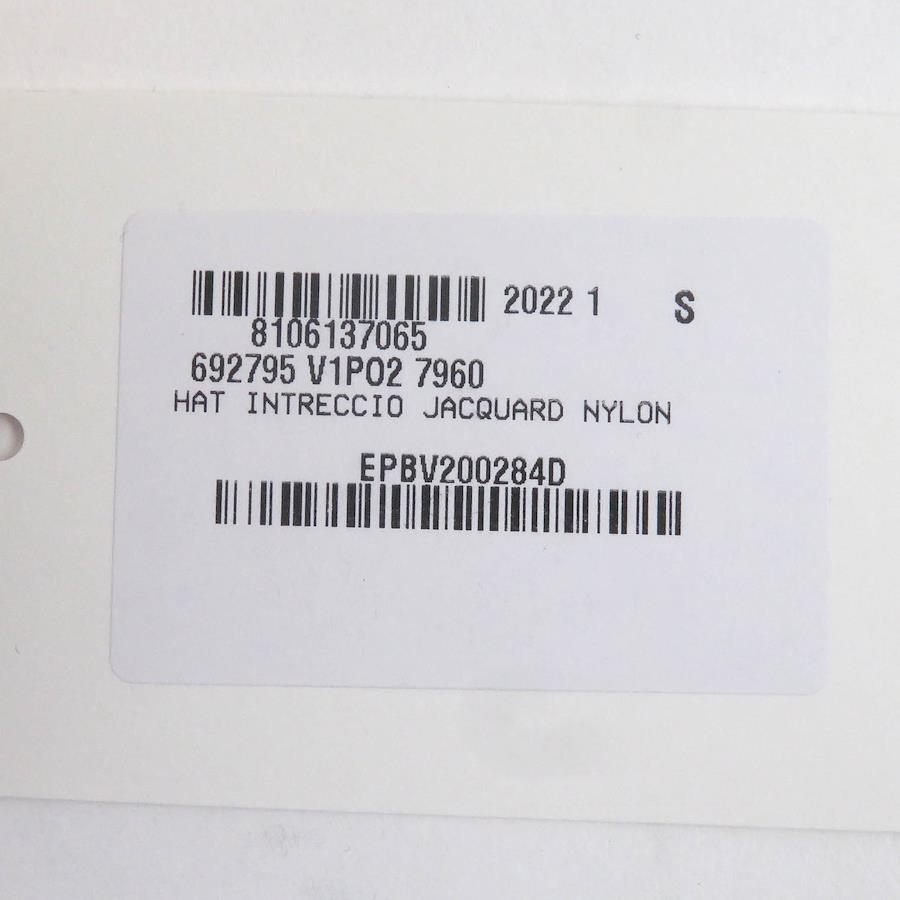 2022 1 S
8106137065
692795 V1PO2 7960
HAT INTRECCIO JACQUARD NYLON
EPBV200284D